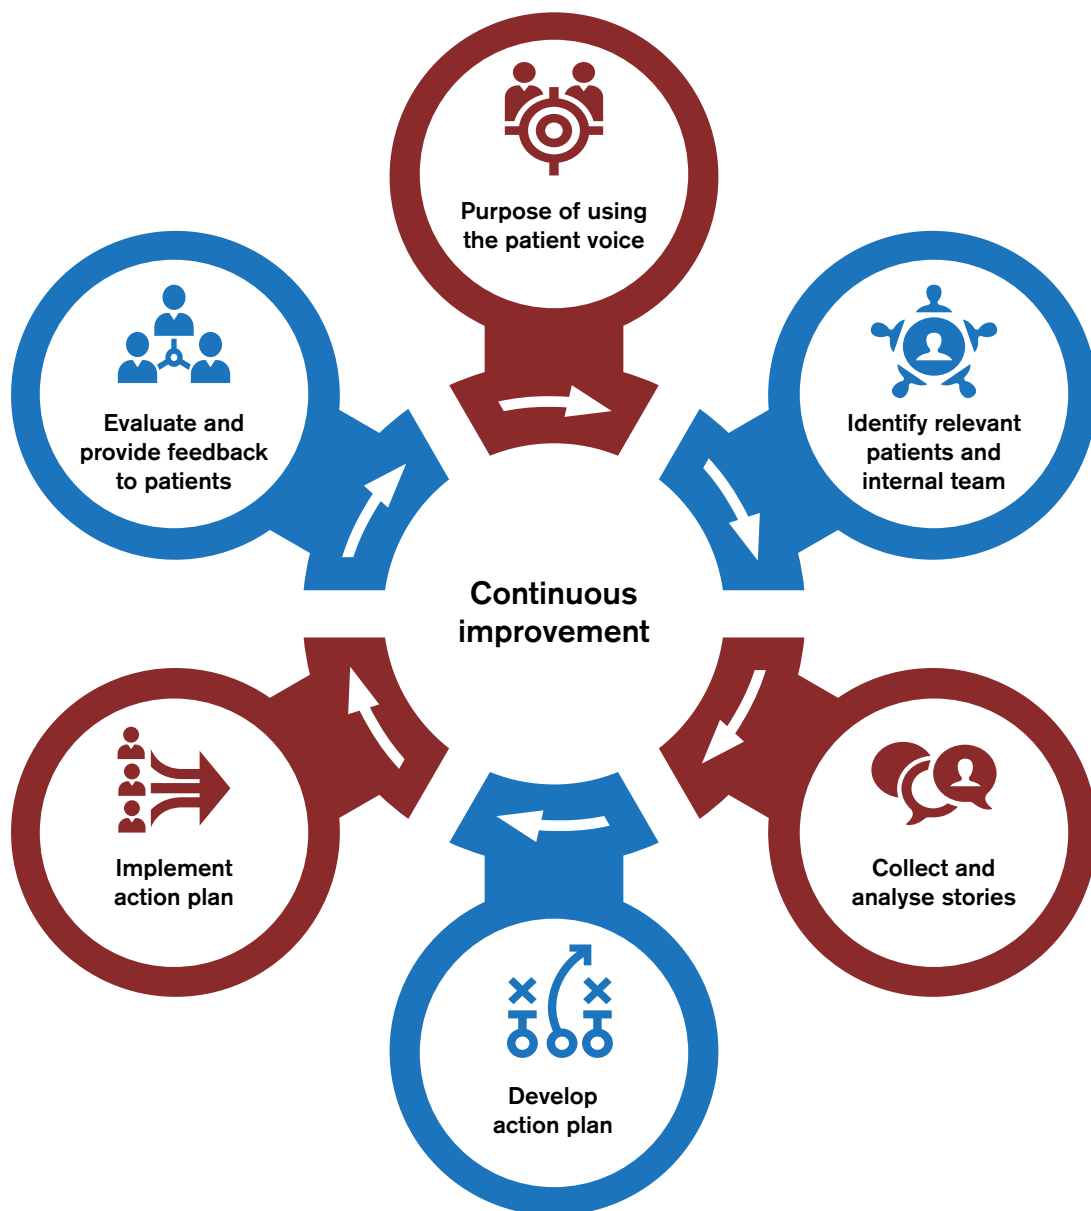 Purpose of using
the patient voice
Identify relevant
patients and
internal team
Collect and
analyse stories
Develop
action plan
Implement
action plan
Evaluate and
provide feedback
to patients
Continuous
improvement